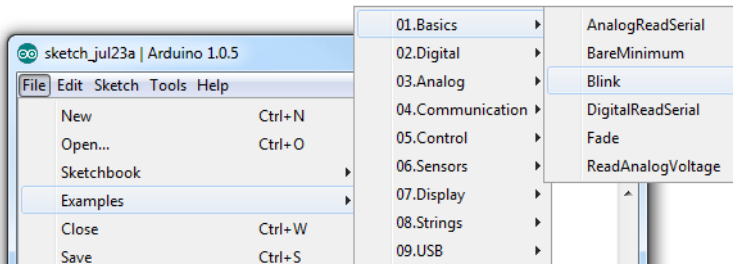 sketch_jul23a | Arduino 1.0.5
File Edit Sketch Tools Help
New Ctrl+N
Open... Ctrl+O
Sketchbook
Examples
Close Ctrl+W
Save Ctrl+S
01.Basics
02.Digital
03.Analog
04.Communication
05.Control
06.Sensors
07.Display
08.Strings
09.USB
AnalogReadSerial
BareMinimum
Blink
DigitalReadSerial
Fade
ReadAnalogVoltage